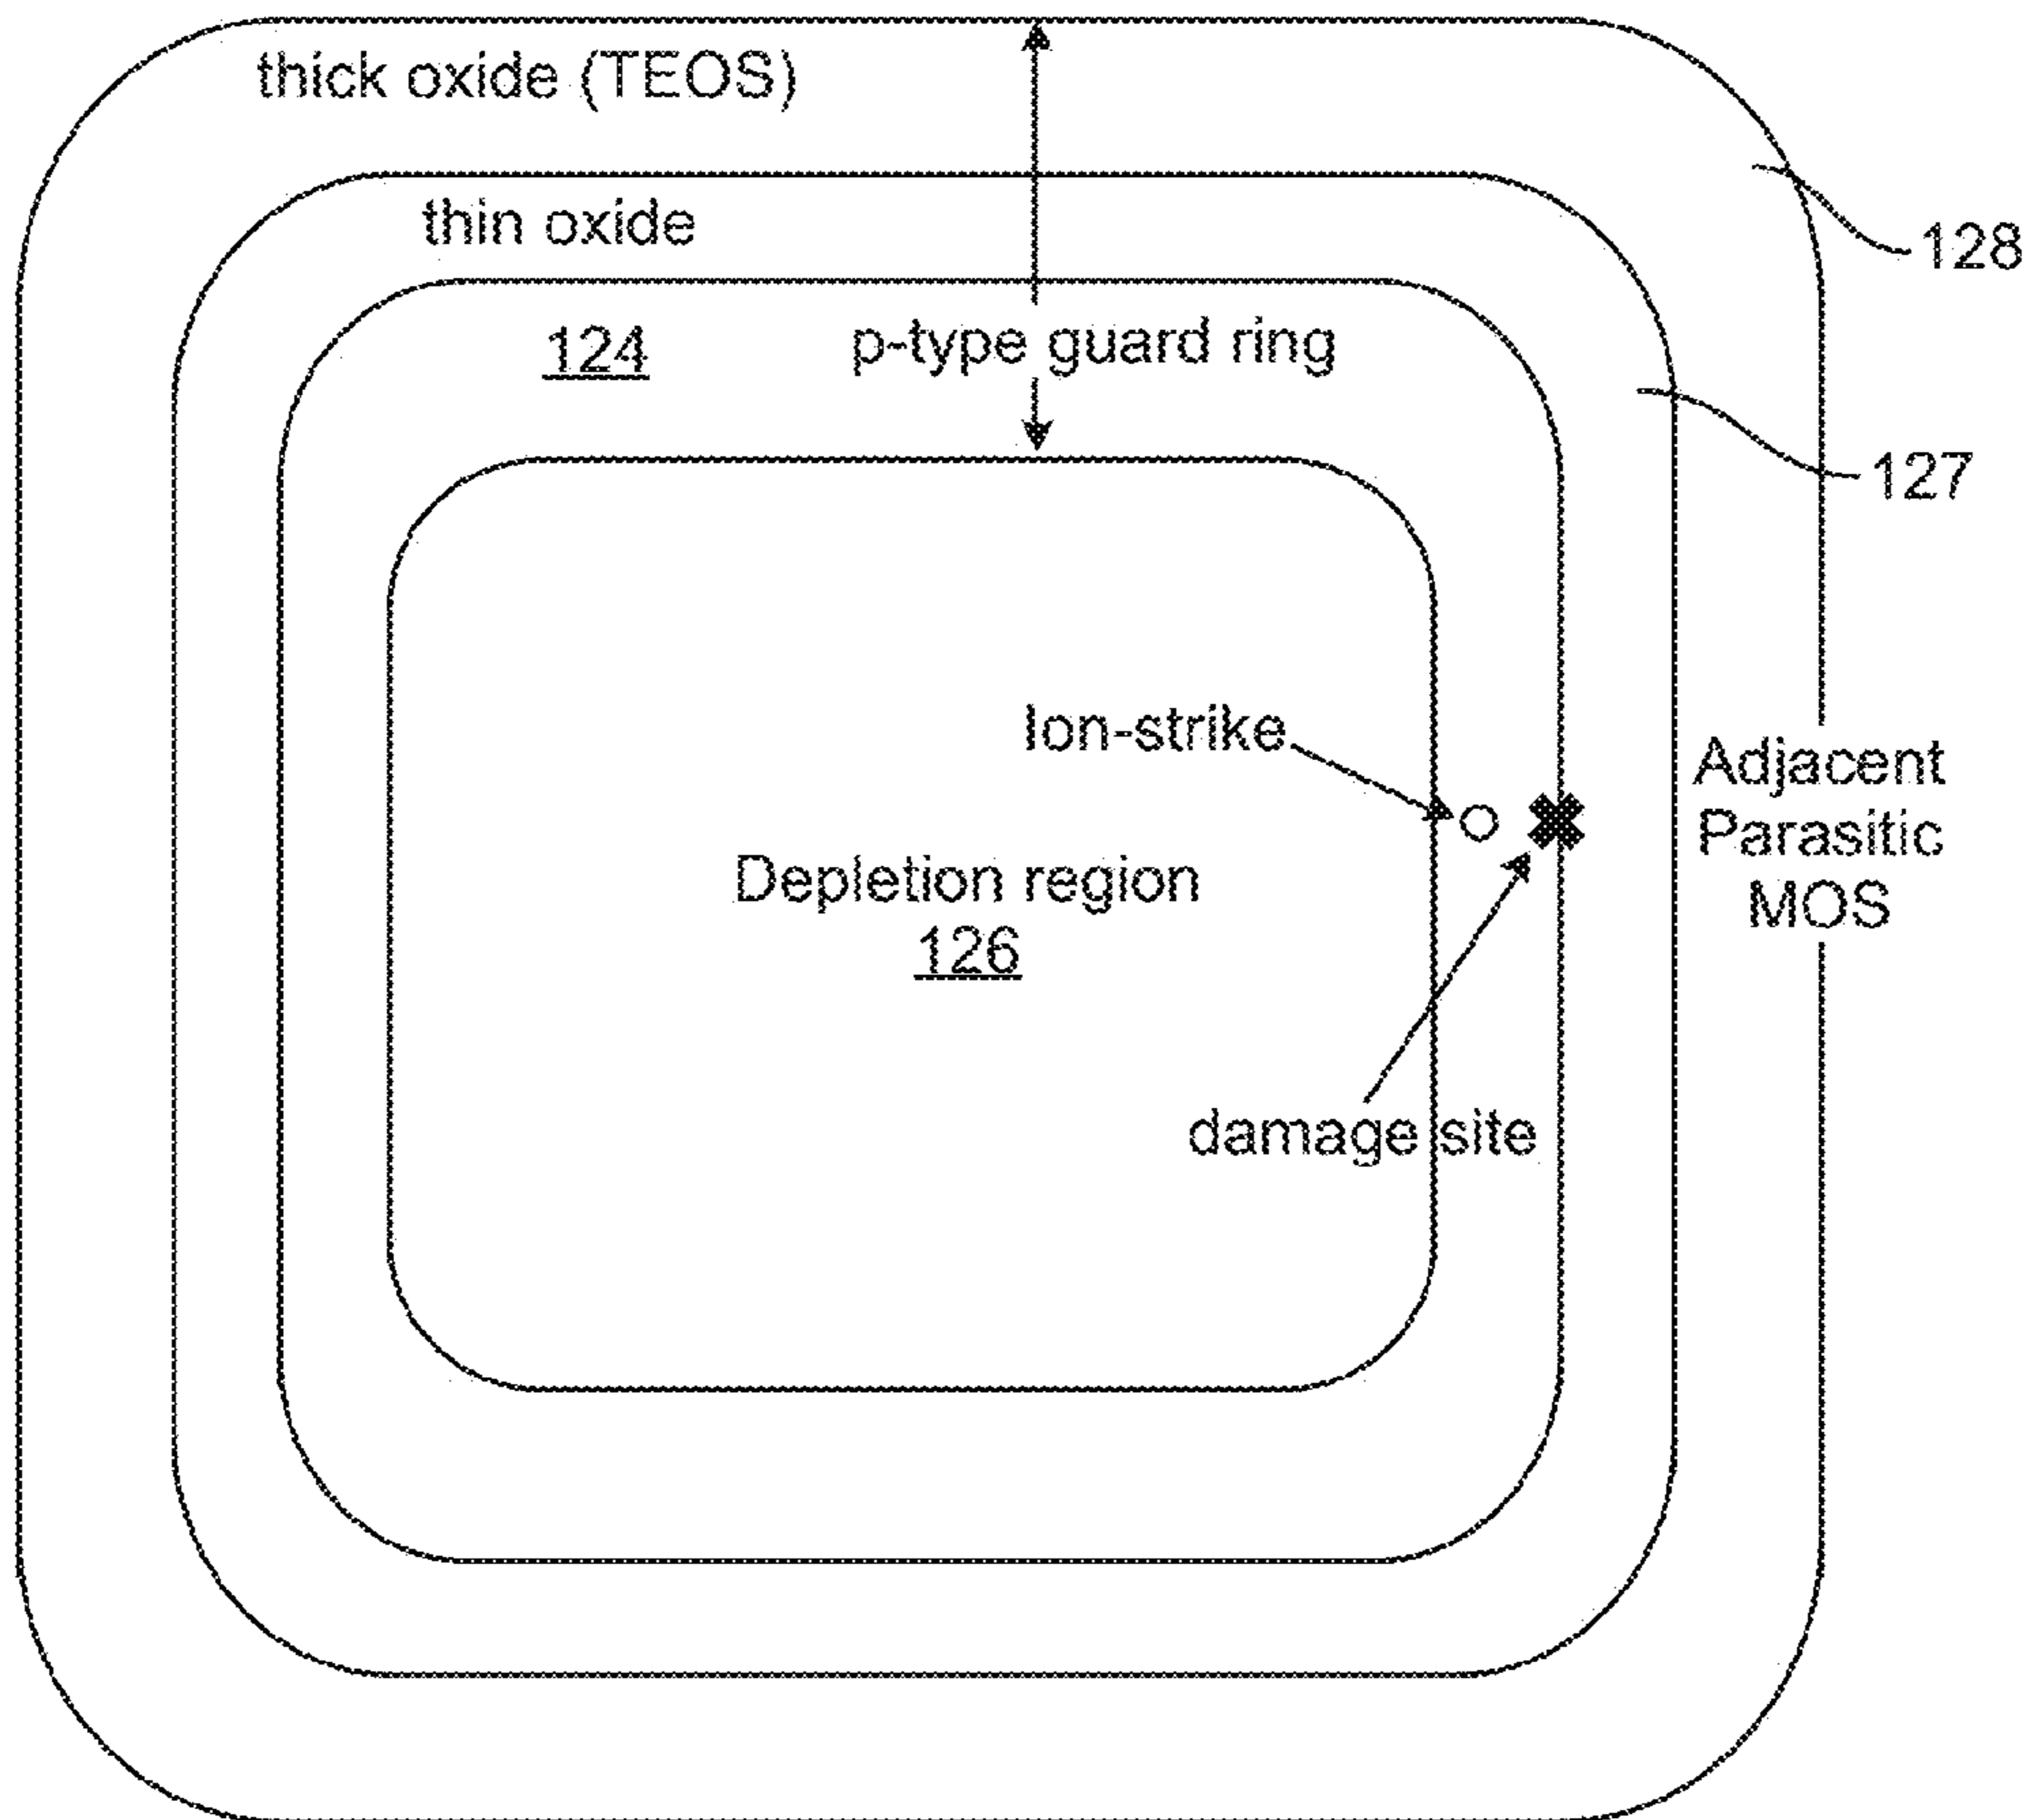 thick oxide (TEOS)
thin oxide
128
124
p-type guard ring
127
Ion-strike
Adjacent
Parasitic
MOS
Depletion region
126
damage site